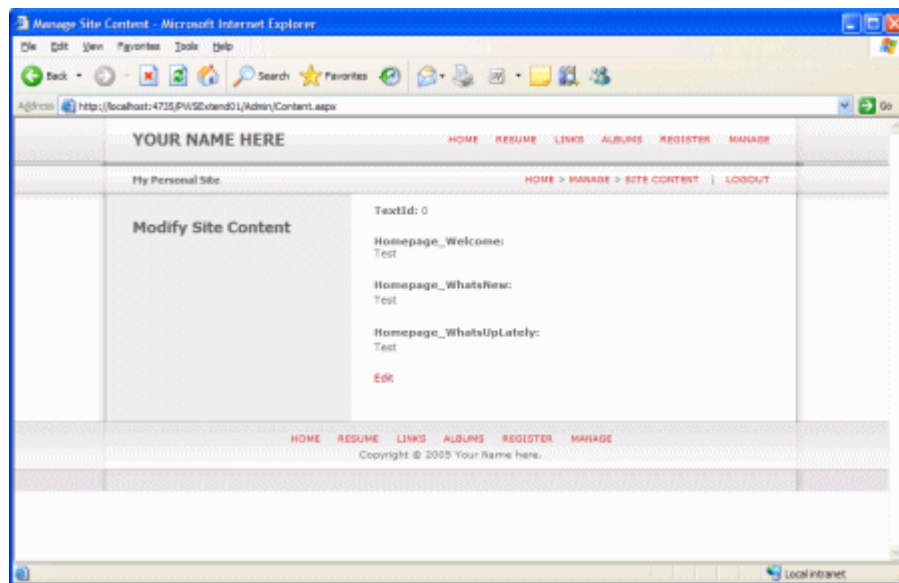 Manage Site Content - Microsoft Internet Explorer
File Edit View Favorites Tools Help
Back Search Favorites
Address http://localhost:4735/PWSExtend01/Admin/Content.aspx Go
YOUR NAME HERE HOME RESUME LINKS ALBUMS REGISTER MANAGE
My Personal Site HOME > MANAGE > SITE CONTENT | LOGOUT
TextId: 0
Modify Site Content
Homepage_Welcome:
Test
Homepage_WhatsNew:
Test
Homepage_WhatsUpLately:
Test
Edit
HOME RESUME LINKS ALBUMS REGISTER MANAGE
Copyright © 2005 Your Name here.
Local intranet